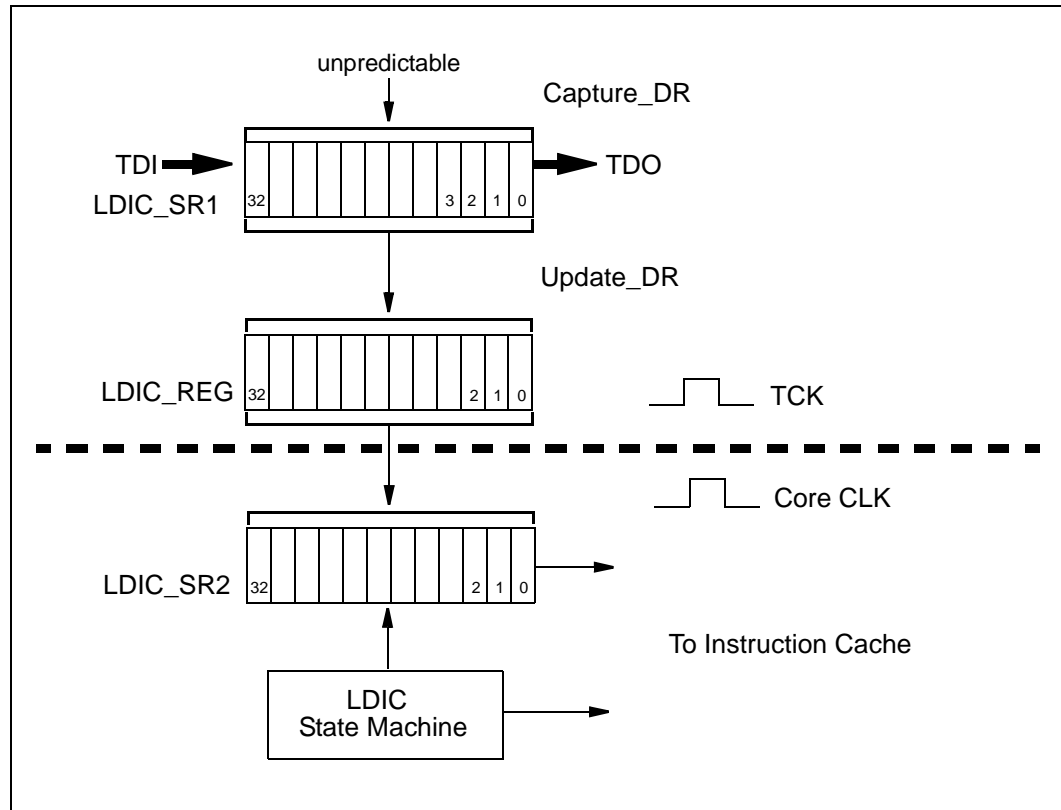 unpredictable
Capture_DR
TDI
TDO
32 3 2 1 0
LDIC_SR1
Update_DR
LDIC_REG
32 2 1 0
TCK
Core CLK
LDIC_SR2
32 2 1 0
To Instruction Cache
LDIC
State Machine